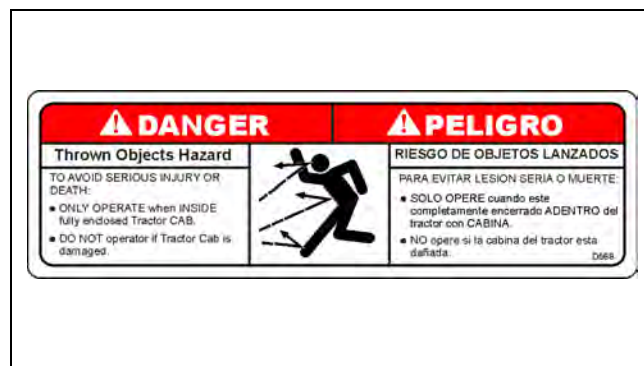 DANGER
Thrown Objects Hazard
TO AVOID SERIOUS INJURY OR
DEATH:
• ONLY OPERATE when INSIDE
fully enclosed Tractor CAB.
• DO NOT operator if Tractor Cab is
damaged.
PELIGRO
RIESGO DE OBJETOS LANZADOS
PARA EVITAR LESION SERIA O MUERTE:
• SOLO OPERE cuando este
completamente encerrado ADENTRO del
tractor con CABINA.
• NO opere si la cabina del tractor esta
dañada.
D568